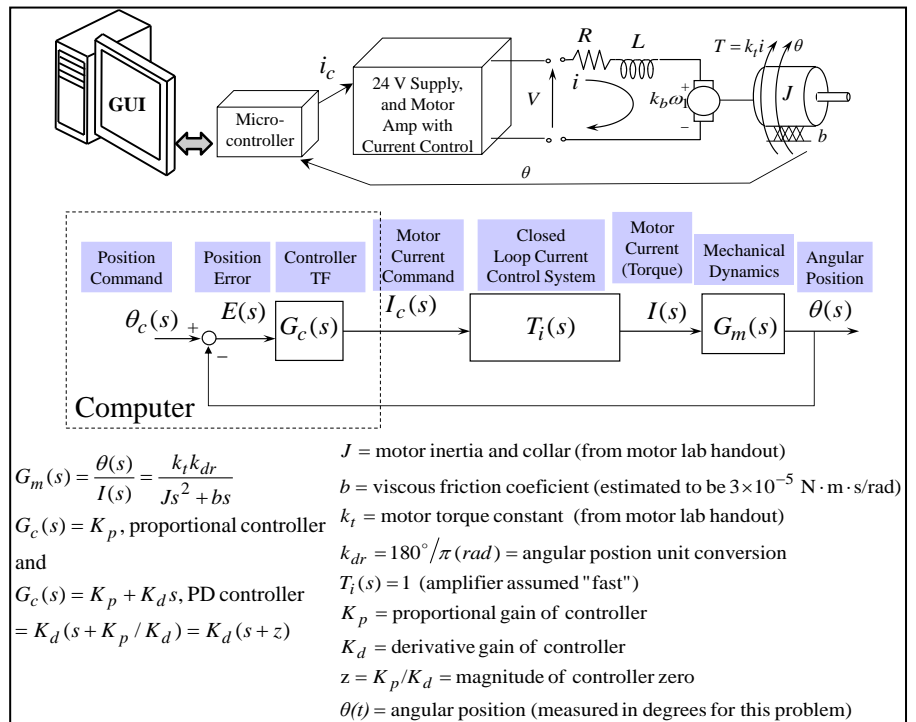 GUI
Micro-
controller
i_c
24 V Supply,
and Motor
Amp with
Current Control
V
R
L
i
+
k_b ω_1
−
T = k_t i
θ
J
b
θ
Position
Command
Position
Error
Controller
TF
Motor
Current
Command
Closed
Loop Current
Control System
Motor
Current
(Torque)
Mechanical
Dynamics
Angular
Position
θ_c(s)
+
−
E(s)
G_c(s)
I_c(s)
T_i(s)
I(s)
G_m(s)
θ(s)
Computer
G_m(s) = θ(s)/I(s) = k_t k_dr/(Js² + bs)
G_c(s) = K_p, proportional controller
and
G_c(s) = K_p + K_d s, PD controller
= K_d(s + K_p / K_d) = K_d(s + z)
J = motor inertia and collar (from motor lab handout)
b = viscous friction coeficient (estimated to be 3×10⁻⁵ N·m·s/rad)
k_t = motor torque constant (from motor lab handout)
k_dr = 180°/π(rad) = angular postion unit conversion
T_i(s) = 1 (amplifier assumed "fast")
K_p = proportional gain of controller
K_d = derivative gain of controller
z = K_p/K_d = magnitude of controller zero
θ(t) = angular position (measured in degrees for this problem)